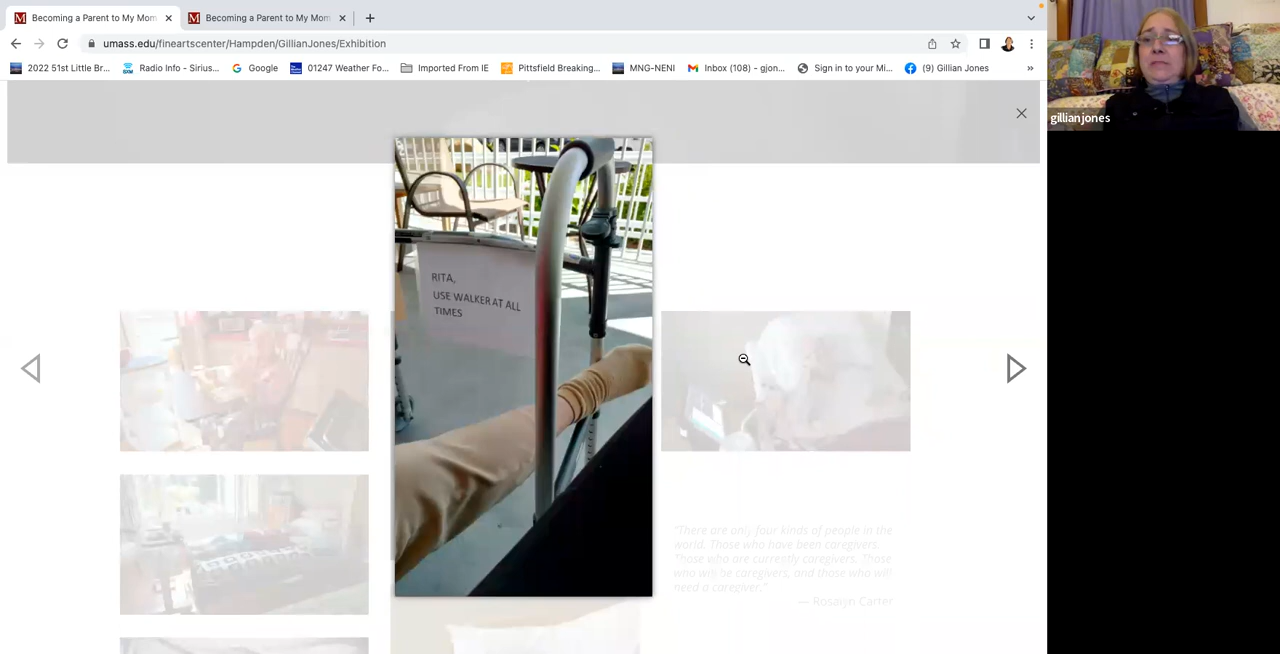 Becoming a Parent to My Mom
Becoming a Parent to My Mom
umass.edu/fineartscenter/Hampden/GillianJones/Exhibition
2022 51st Little Br...
Radio Info - Sirius...
Google
01247 Weather Fo...
Imported From IE
Pittsfield Breaking...
MNG-NENI
Inbox (108) - gjon...
Sign in to your Mi...
(9) Gillian Jones
»
gillian jones
RITA,
USE WALKER AT ALL
TIMES
"There are only four kinds of people in the
world. Those who have been caregivers.
Those who are currently caregivers. Those
who will be caregivers, and those who will
need a caregiver."
— Rosalyn Carter